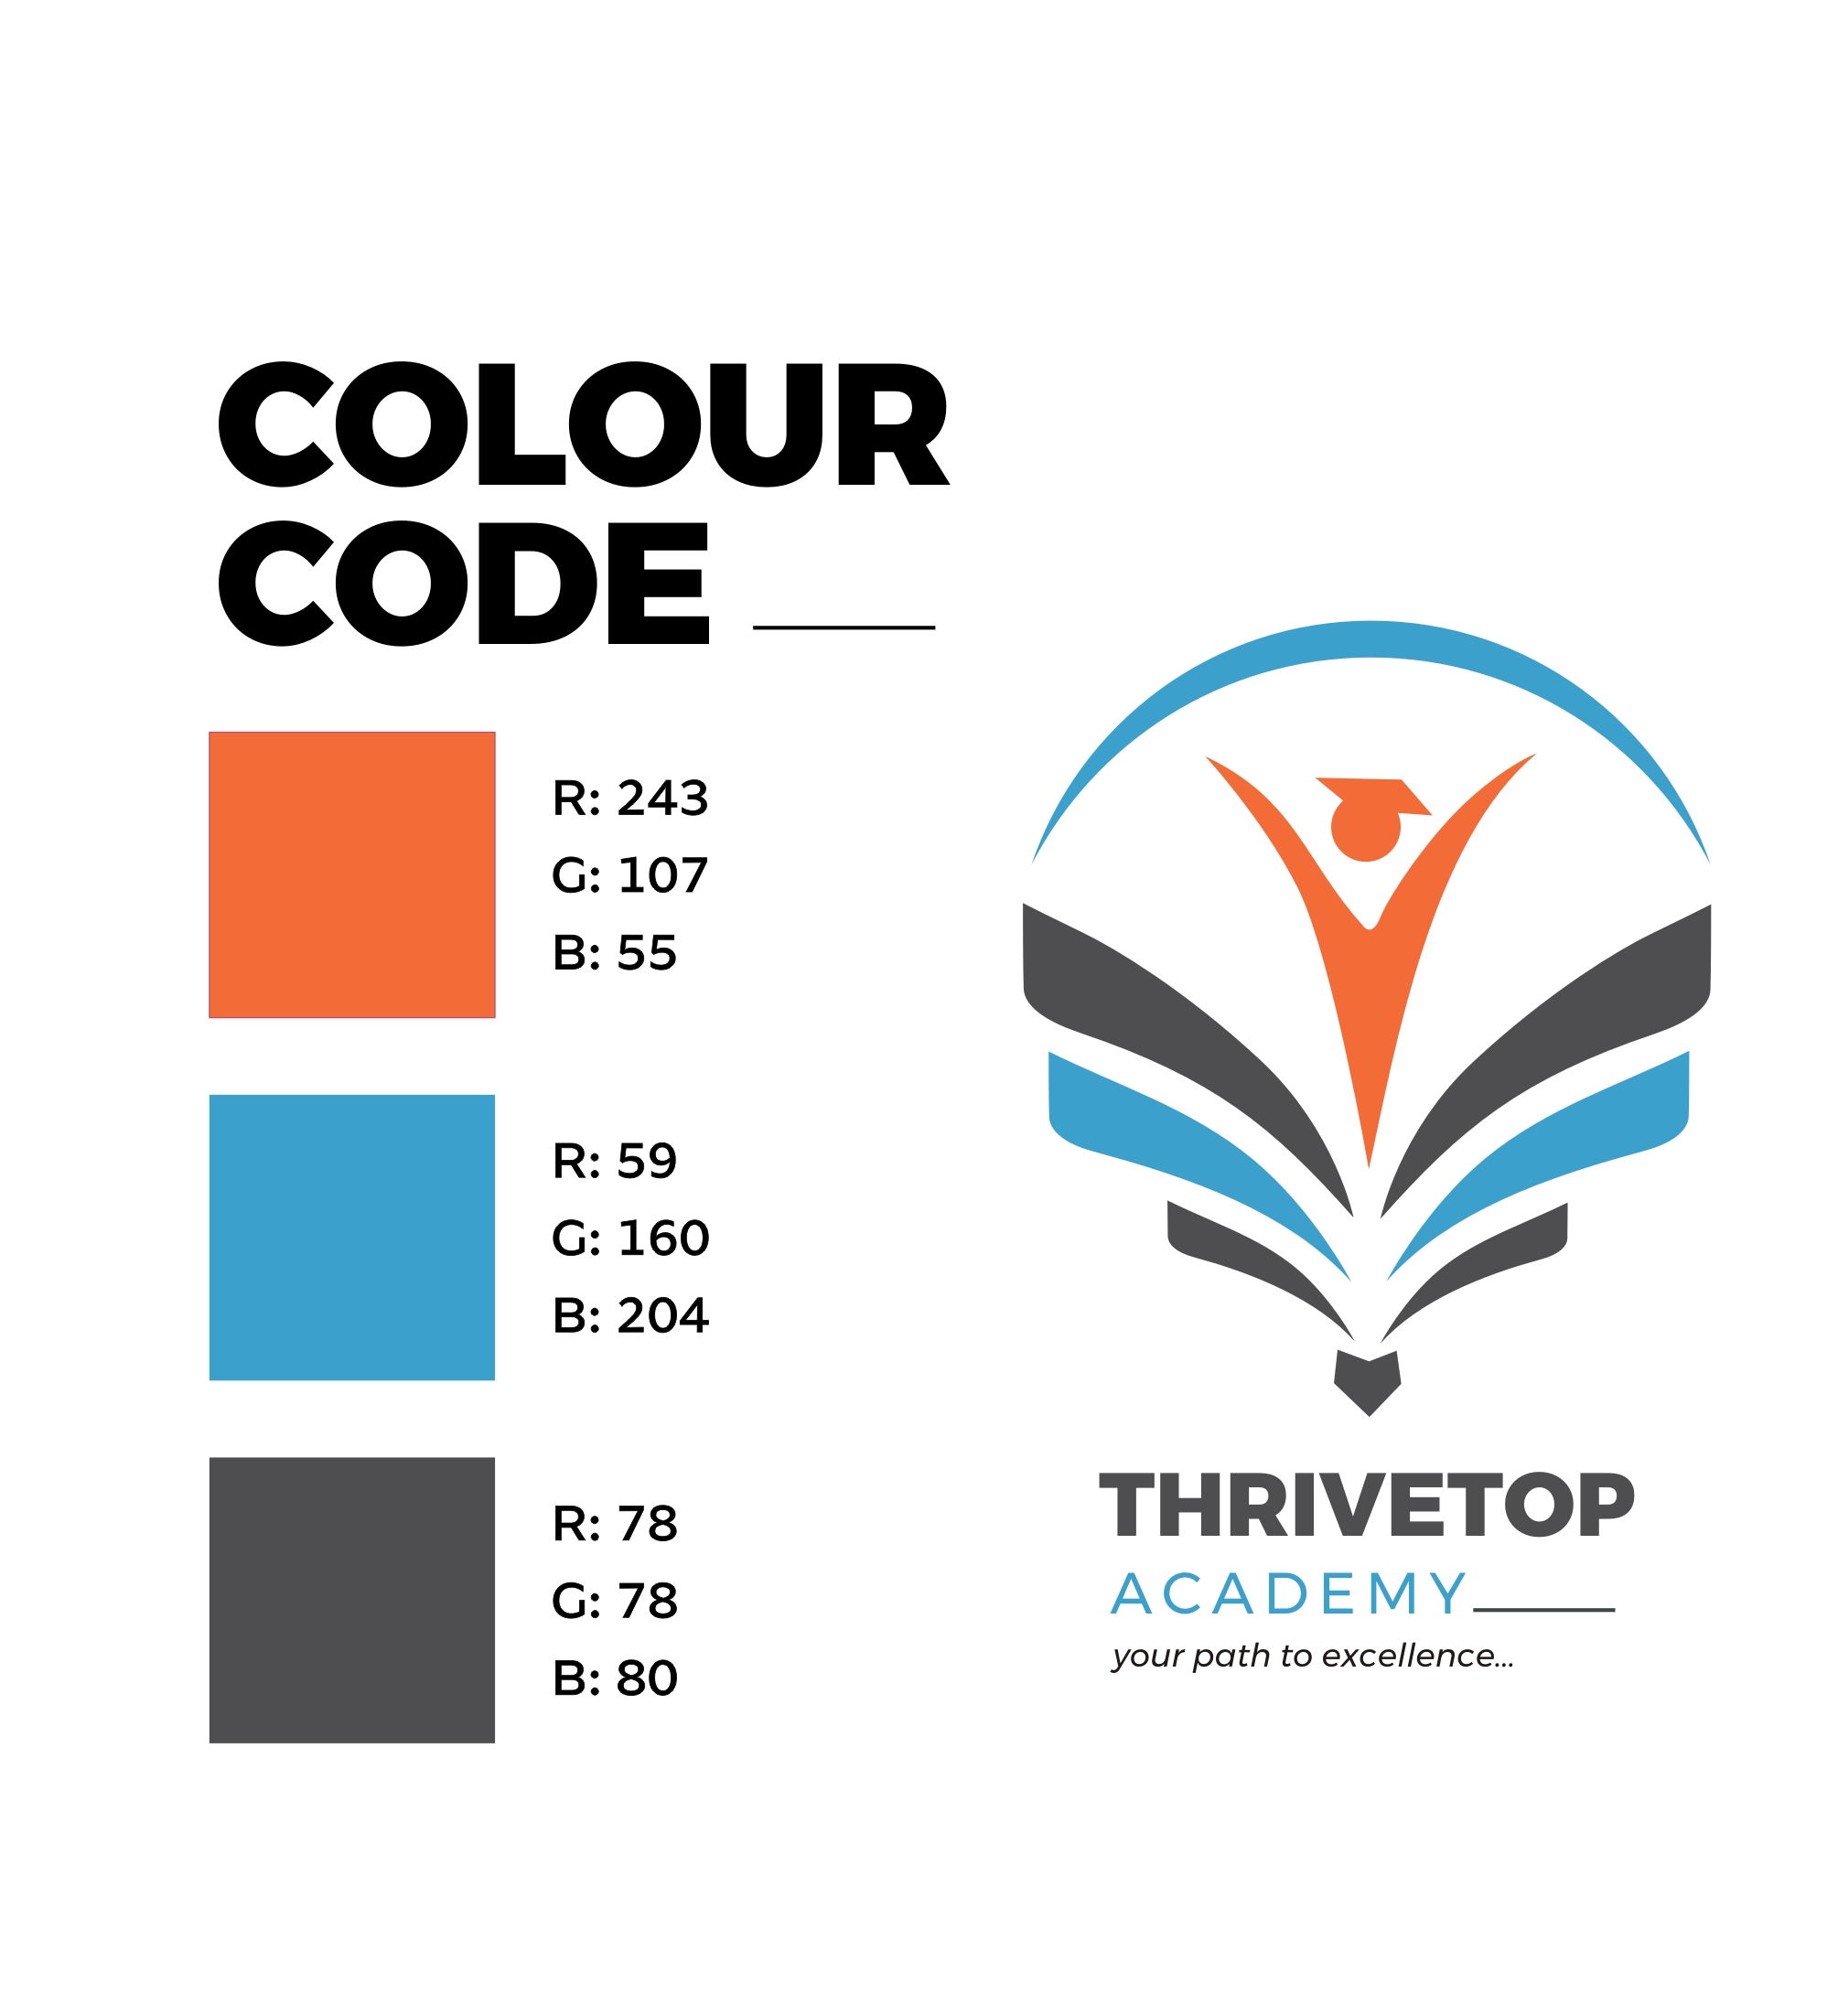 COLOUR
CODE
R: 243
G: 107
B: 55
R: 59
G: 160
B: 204
R: 78
G: 78
B: 80
THRIVETOP
ACADEMY
your path to excellence...